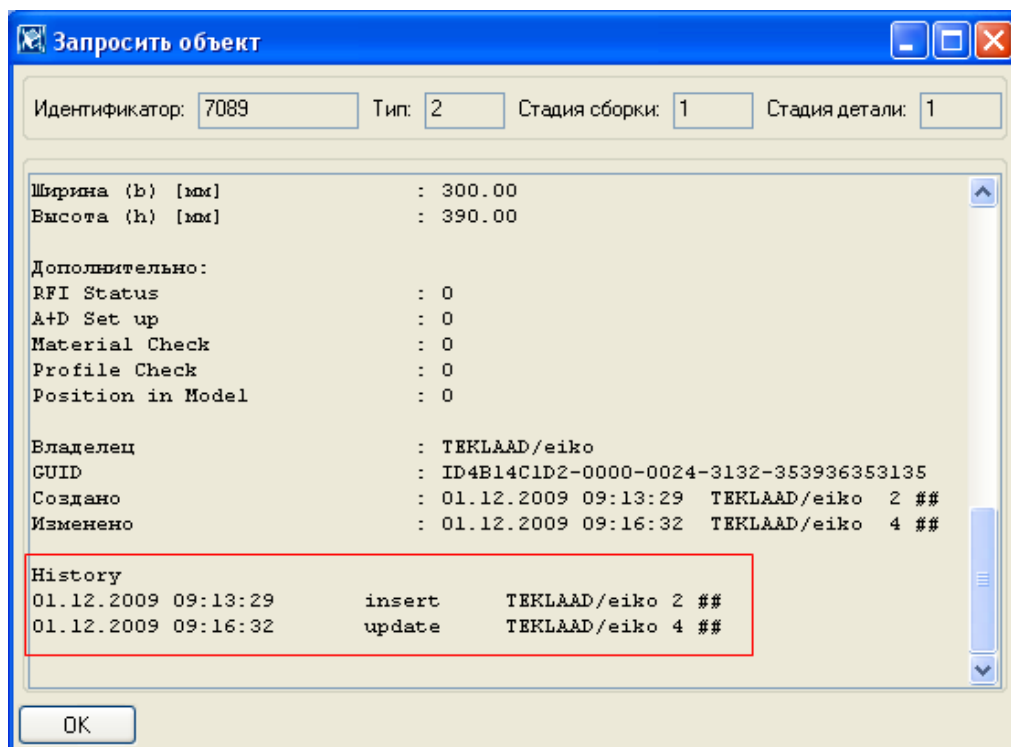 Запросить объект
Идентификатор: 7089 Тип: 2 Стадия сборки: 1 Стадия детали: 1
Ширина (b) [мм] : 300.00
Высота (h) [мм] : 390.00
Дополнительно:
RFI Status : 0
A+D Set up : 0
Material Check : 0
Profile Check : 0
Position in Model : 0
Владелец : TEKLAAD/eiko
GUID : ID4B14C1D2-0000-0024-3132-353936353135
Создано : 01.12.2009 09:13:29 TEKLAAD/eiko 2 ##
Изменено : 01.12.2009 09:16:32 TEKLAAD/eiko 4 ##
History
01.12.2009 09:13:29 insert TEKLAAD/eiko 2 ##
01.12.2009 09:16:32 update TEKLAAD/eiko 4 ##
OK